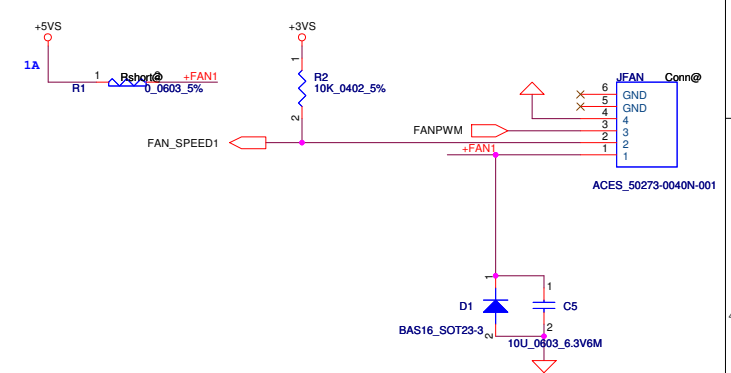 +5VS
+3VS
1A
1
Rshort@
2
+FAN1
R1
0_0603_5%
1
R2
10K_0402_5%
2
JFAN
Conn@
6
GND
5
GND
4
4
FANPWM
3
3
FAN_SPEED1
2
2
+FAN1
1
1
ACES_50273-0040N-001
1
1
D1
C5
BAS16_SOT23-3
2
2
10U_0603_6.3V6M
4